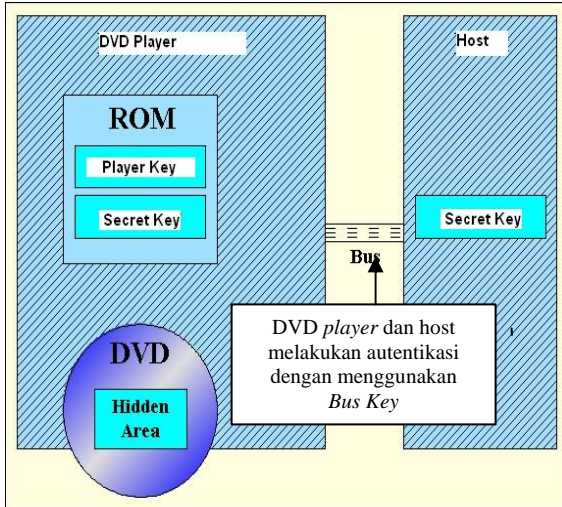 DVD Player
Host
ROM
Player Key
Secret Key
Secret Key
Bus
DVD player dan host
melakukan autentikasi
dengan menggunakan
Bus Key
DVD
Hidden
Area